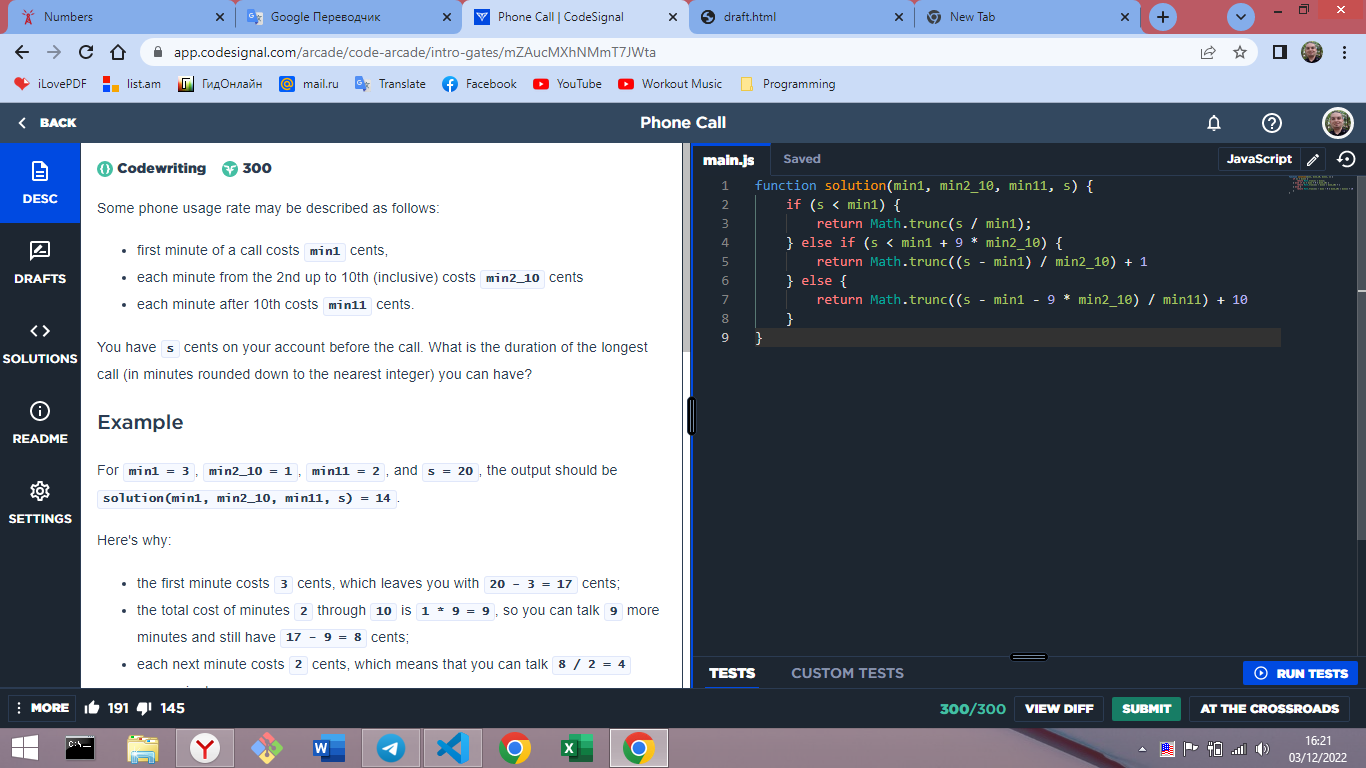 Numbers
Google Переводчик
Phone Call | CodeSignal
draft.html
New Tab
app.codesignal.com/arcade/code-arcade/intro-gates/mZAucMXhNMmT7JWta
iLovePDF
list.am
ГидОнлайн
mail.ru
Translate
Facebook
YouTube
Workout Music
Programming
BACK
Phone Call
DESC
DRAFTS
SOLUTIONS
README
SETTINGS
Codewriting 300
Some phone usage rate may be described as follows:
• first minute of a call costs min1 cents,
• each minute from the 2nd up to 10th (inclusive) costs min2_10 cents
• each minute after 10th costs min11 cents.
You have s cents on your account before the call. What is the duration of the longest
call (in minutes rounded down to the nearest integer) you can have?
Example
For min1 = 3, min2_10 = 1, min11 = 2, and s = 20, the output should be
solution(min1, min2_10, min11, s) = 14.
Here's why:
• the first minute costs 3 cents, which leaves you with 20 - 3 = 17 cents;
• the total cost of minutes 2 through 10 is 1 * 9 = 9, so you can talk 9 more
minutes and still have 17 - 9 = 8 cents;
• each next minute costs 2 cents, which means that you can talk 8 / 2 = 4
main.js
Saved
JavaScript
1 function solution(min1, min2_10, min11, s) {
2 if (s < min1) {
3 return Math.trunc(s / min1);
4 } else if (s < min1 + 9 * min2_10) {
5 return Math.trunc((s - min1) / min2_10) + 1
6 } else {
7 return Math.trunc((s - min1 - 9 * min2_10) / min11) + 10
8 }
9 }
TESTS
CUSTOM TESTS
RUN TESTS
MORE
191
145
300/300
VIEW DIFF
SUBMIT
AT THE CROSSROADS
16:21
03/12/2022